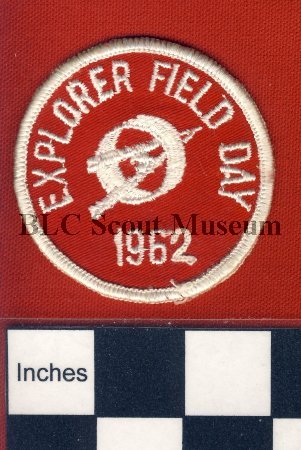 EXPLORER FIELD DAY
BLC Scout Museum
1962
Inches